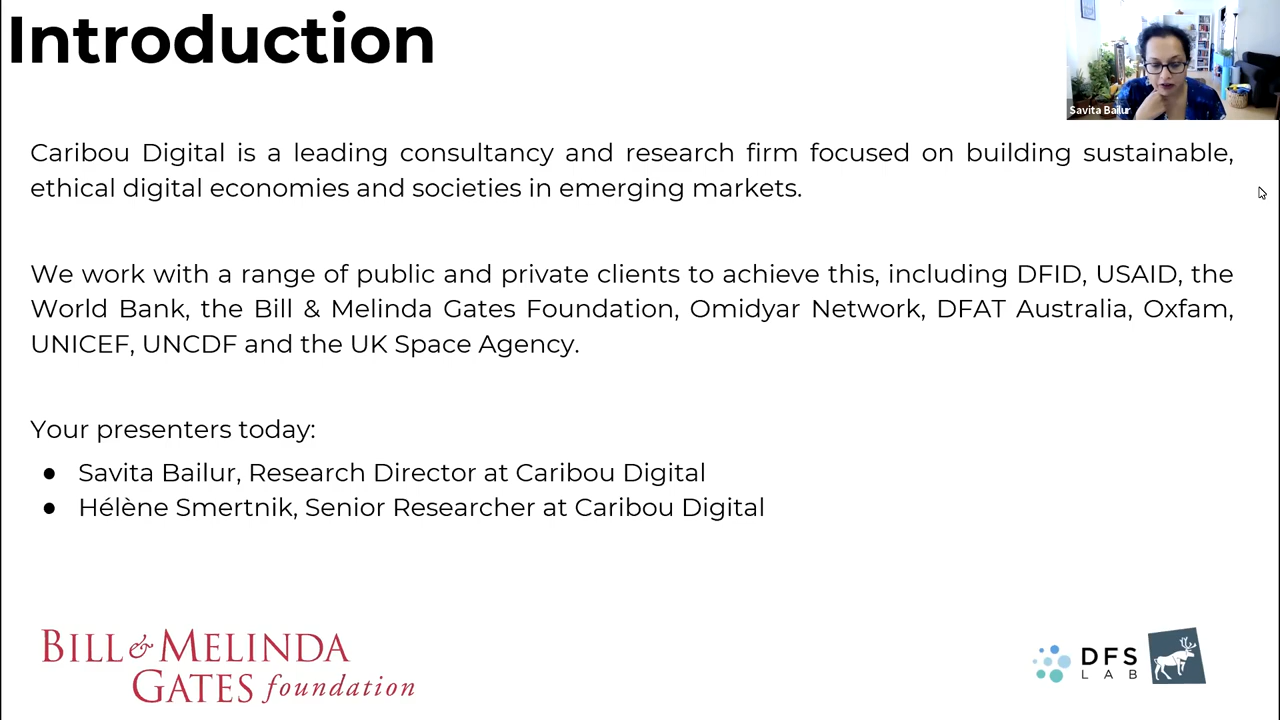 Introduction
Savita Bailur
Caribou Digital is a leading consultancy and research firm focused on building sustainable,
ethical digital economies and societies in emerging markets.
We work with a range of public and private clients to achieve this, including DFID, USAID, the
World Bank, the Bill & Melinda Gates Foundation, Omidyar Network, DFAT Australia, Oxfam,
UNICEF, UNCDF and the UK Space Agency.
Your presenters today:
● Savita Bailur, Research Director at Caribou Digital
● Hélène Smertnik, Senior Researcher at Caribou Digital
BILL & MELINDA
GATES foundation
DFS
LAB